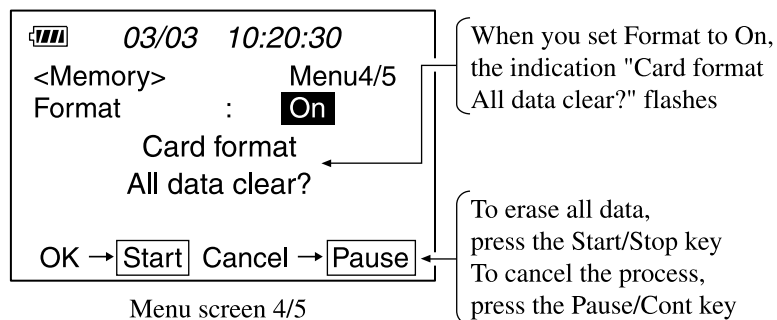 03/03 10:20:30
<Memory> Menu4/5
Format : On
Card format
All data clear?
OK → Start Cancel → Pause
Menu screen 4/5
When you set Format to On,
the indication "Card format
All data clear?" flashes
To erase all data,
press the Start/Stop key
To cancel the process,
press the Pause/Cont key